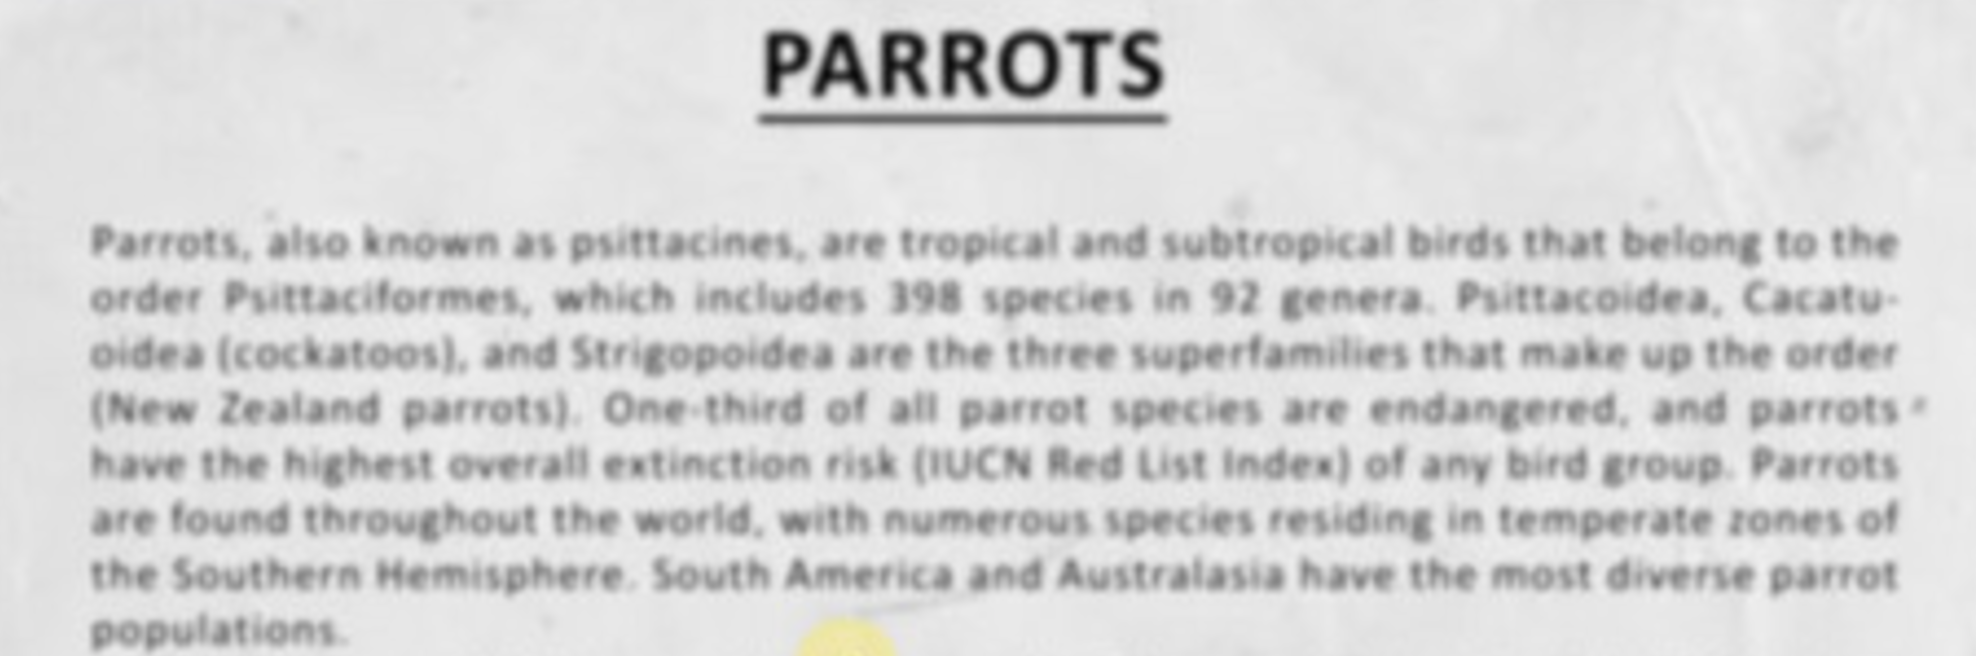 PARROTS
Parrots, also known as psittacines, are tropical and subtropical birds that belong to the
order Psittaciformes, which includes 398 species in 92 genera. Psittacoidea, Cacatu-
oidea (cockatoos), and Strigopoidea are the three superfamilies that make up the order
(New Zealand parrots). One-third of all parrot species are endangered, and parrots
have the highest overall extinction risk (IUCN Red List Index) of any bird group. Parrots
are found throughout the world, with numerous species residing in temperate zones of
the Southern Hemisphere. South America and Australasia have the most diverse parrot
populations.